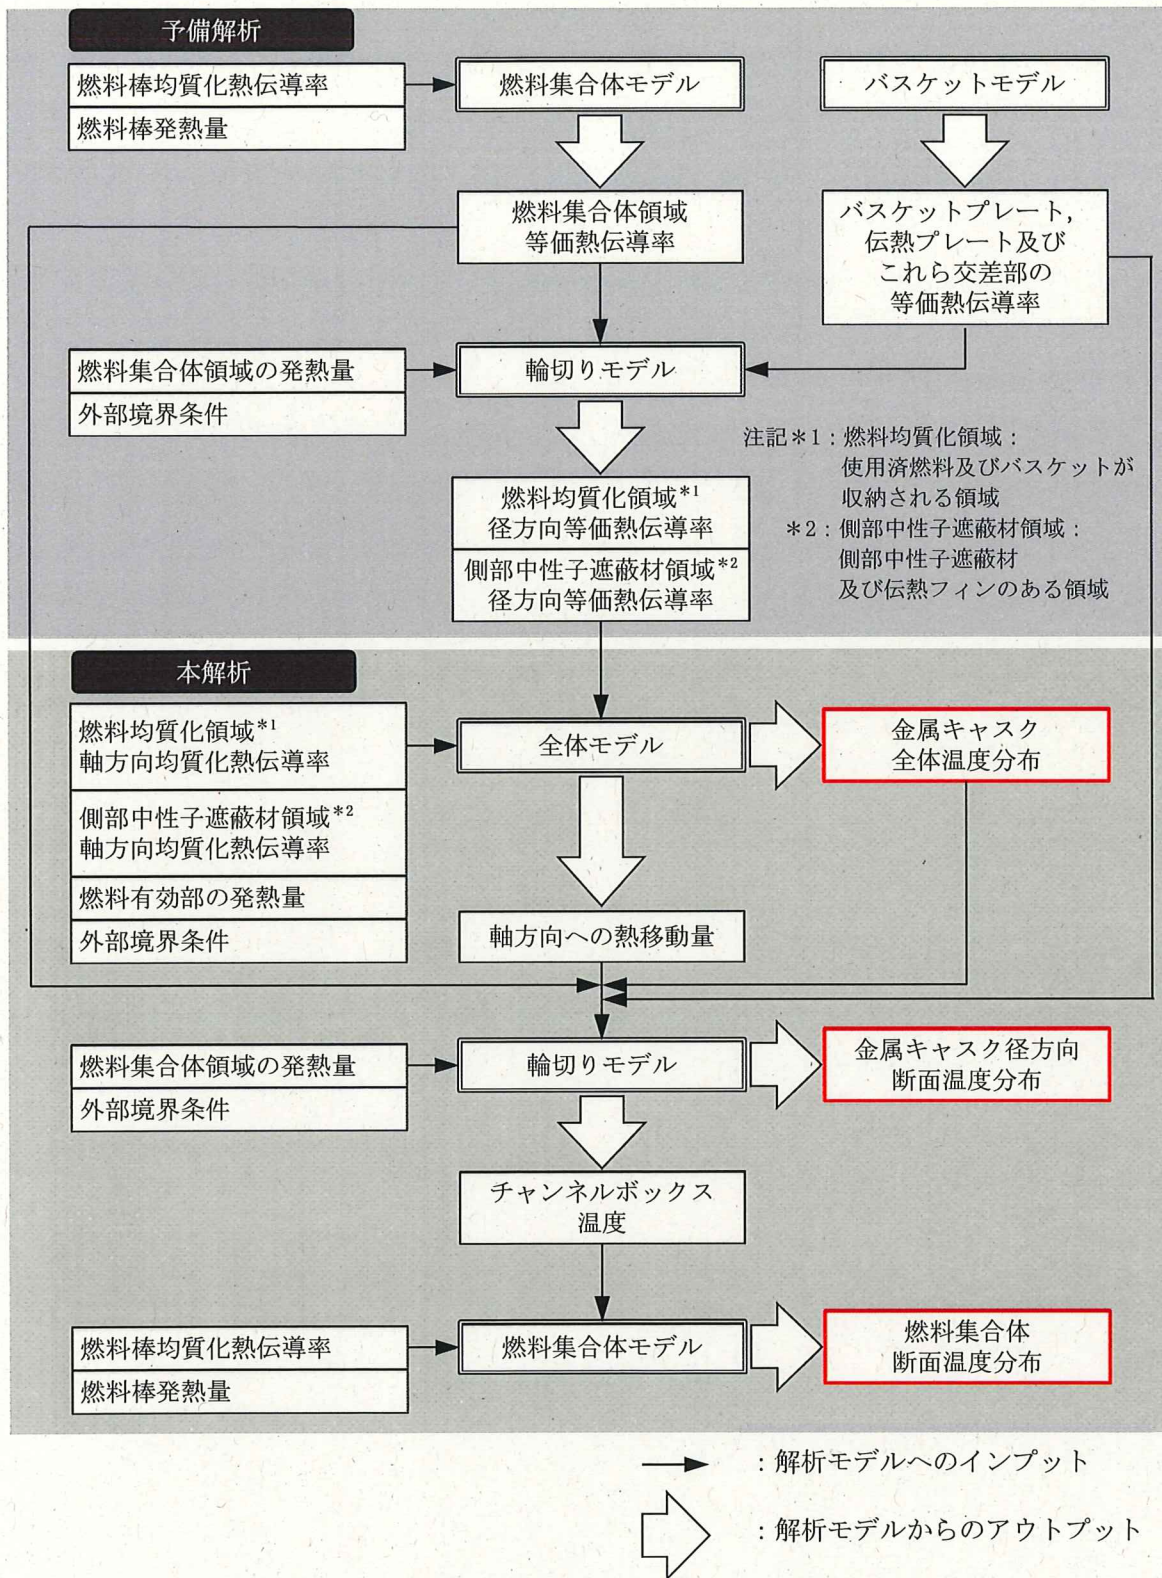 予備解析
燃料棒均質化熱伝導率
燃料棒発熱量
燃料集合体モデル
バスケットモデル
燃料集合体領域
等価熱伝導率
バスケットプレート,
伝熱プレート及び
これら交差部の
等価熱伝導率
燃料集合体領域の発熱量
外部境界条件
輪切りモデル
注記*1:燃料均質化領域:
使用済燃料及びバスケットが
収納される領域
*2:側部中性子遮蔽材領域:
側部中性子遮蔽材
及び伝熱フィンのある領域
燃料均質化領域*1
径方向等価熱伝導率
側部中性子遮蔽材領域*2
径方向等価熱伝導率
本解析
燃料均質化領域*1
軸方向均質化熱伝導率
側部中性子遮蔽材領域*2
軸方向均質化熱伝導率
燃料有効部の発熱量
外部境界条件
全体モデル
金属キャスク
全体温度分布
軸方向への熱移動量
燃料集合体領域の発熱量
外部境界条件
輪切りモデル
金属キャスク径方向
断面温度分布
チャンネルボックス
温度
燃料棒均質化熱伝導率
燃料棒発熱量
燃料集合体モデル
燃料集合体
断面温度分布
:解析モデルへのインプット
:解析モデルからのアウトプット